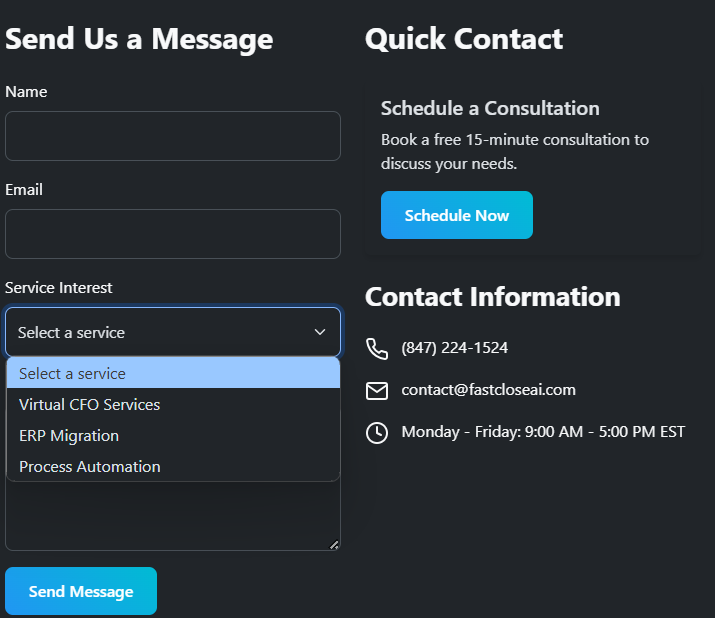 Send Us a Message
Name
Email
Service Interest
Select a service
Select a service
Virtual CFO Services
ERP Migration
Process Automation
Send Message
Quick Contact
Schedule a Consultation
Book a free 15-minute consultation to
discuss your needs.
Schedule Now
Contact Information
(847) 224-1524
contact@fastcloseai.com
Monday - Friday: 9:00 AM - 5:00 PM EST